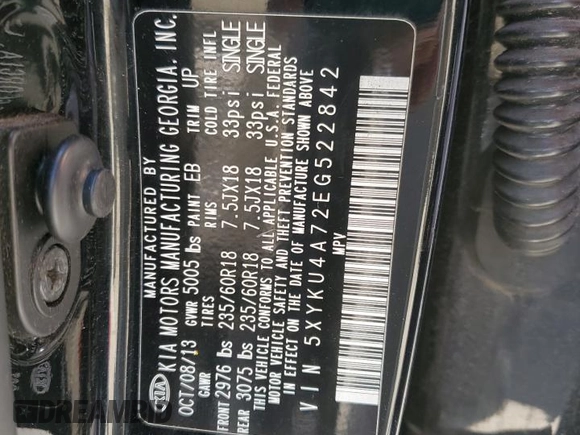 MANUFACTURED BY
KIA KIA MOTORS MANUFACTURING GEORGIA, INC.
OCT/08/13 GVWR 5005 lbs PAINT EB TRIM UP
GAWR TIRES RIMS COLD TIRE INFL
FRONT 2976 lbs 235/60R18 7.5JX18 33psi SINGLE
REAR 3075 lbs 235/60R18 7.5JX18 33psi SINGLE
THIS VEHICLE CONFORMS TO ALL APPLICABLE U.S.A. FEDERAL
MOTOR VEHICLE SAFETY AND THEFT PREVENTION STANDARDS
IN EFFECT ON THE DATE OF MANUFACTURE SHOWN ABOVE
VIN 5XYKU4A72EG522842
MPV
DREAMBID